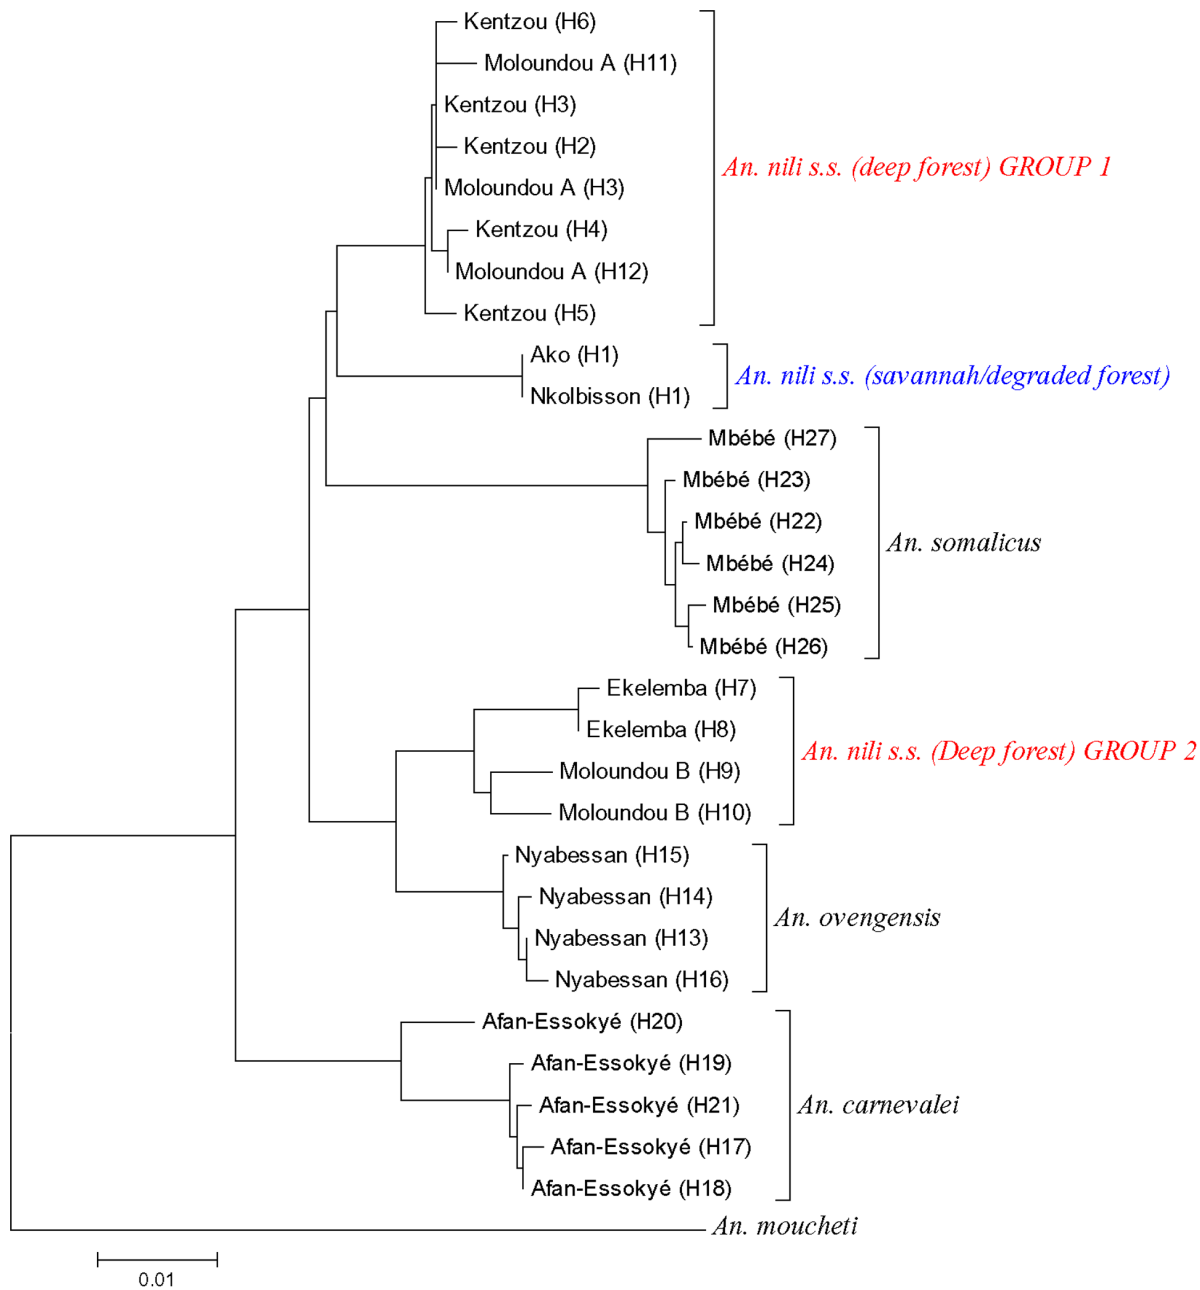 Kentzou (H6)
Moloundou A (H11)
Kentzou (H3)
Kentzou (H2)
Moloundou A (H3)
Kentzou (H4)
Moloundou A (H12)
Kentzou (H5)
An. nili s.s. (deep forest) GROUP 1
Ako (H1)
Nkolbisson (H1)
An. nili s.s. (savannah/degraded forest)
Mbébé (H27)
Mbébé (H23)
Mbébé (H22)
Mbébé (H24)
Mbébé (H25)
Mbébé (H26)
An. somalicus
Ekelemba (H7)
Ekelemba (H8)
Moloundou B (H9)
Moloundou B (H10)
An. nili s.s. (Deep forest) GROUP 2
Nyabessan (H15)
Nyabessan (H14)
Nyabessan (H13)
Nyabessan (H16)
An. ovengensis
Afan-Essokyé (H20)
Afan-Essokyé (H19)
Afan-Essokyé (H21)
Afan-Essokyé (H17)
Afan-Essokyé (H18)
An. carnevalei
An. moucheti
0.01